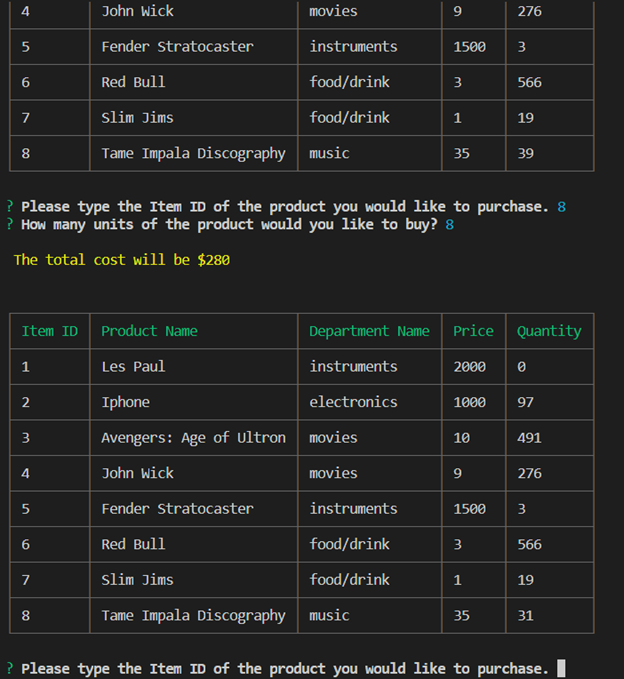 4 John Wick movies 9 276
5 Fender Stratocaster instruments 1500 3
6 Red Bull food/drink 3 566
7 Slim Jims food/drink 1 19
8 Tame Impala Discography music 35 39
? Please type the Item ID of the product you would like to purchase. 8
? How many units of the product would you like to buy? 8
The total cost will be $280
Item ID Product Name Department Name Price Quantity
1 Les Paul instruments 2000 0
2 Iphone electronics 1000 97
3 Avengers: Age of Ultron movies 10 491
4 John Wick movies 9 276
5 Fender Stratocaster instruments 1500 3
6 Red Bull food/drink 3 566
7 Slim Jims food/drink 1 19
8 Tame Impala Discography music 35 31
? Please type the Item ID of the product you would like to purchase.